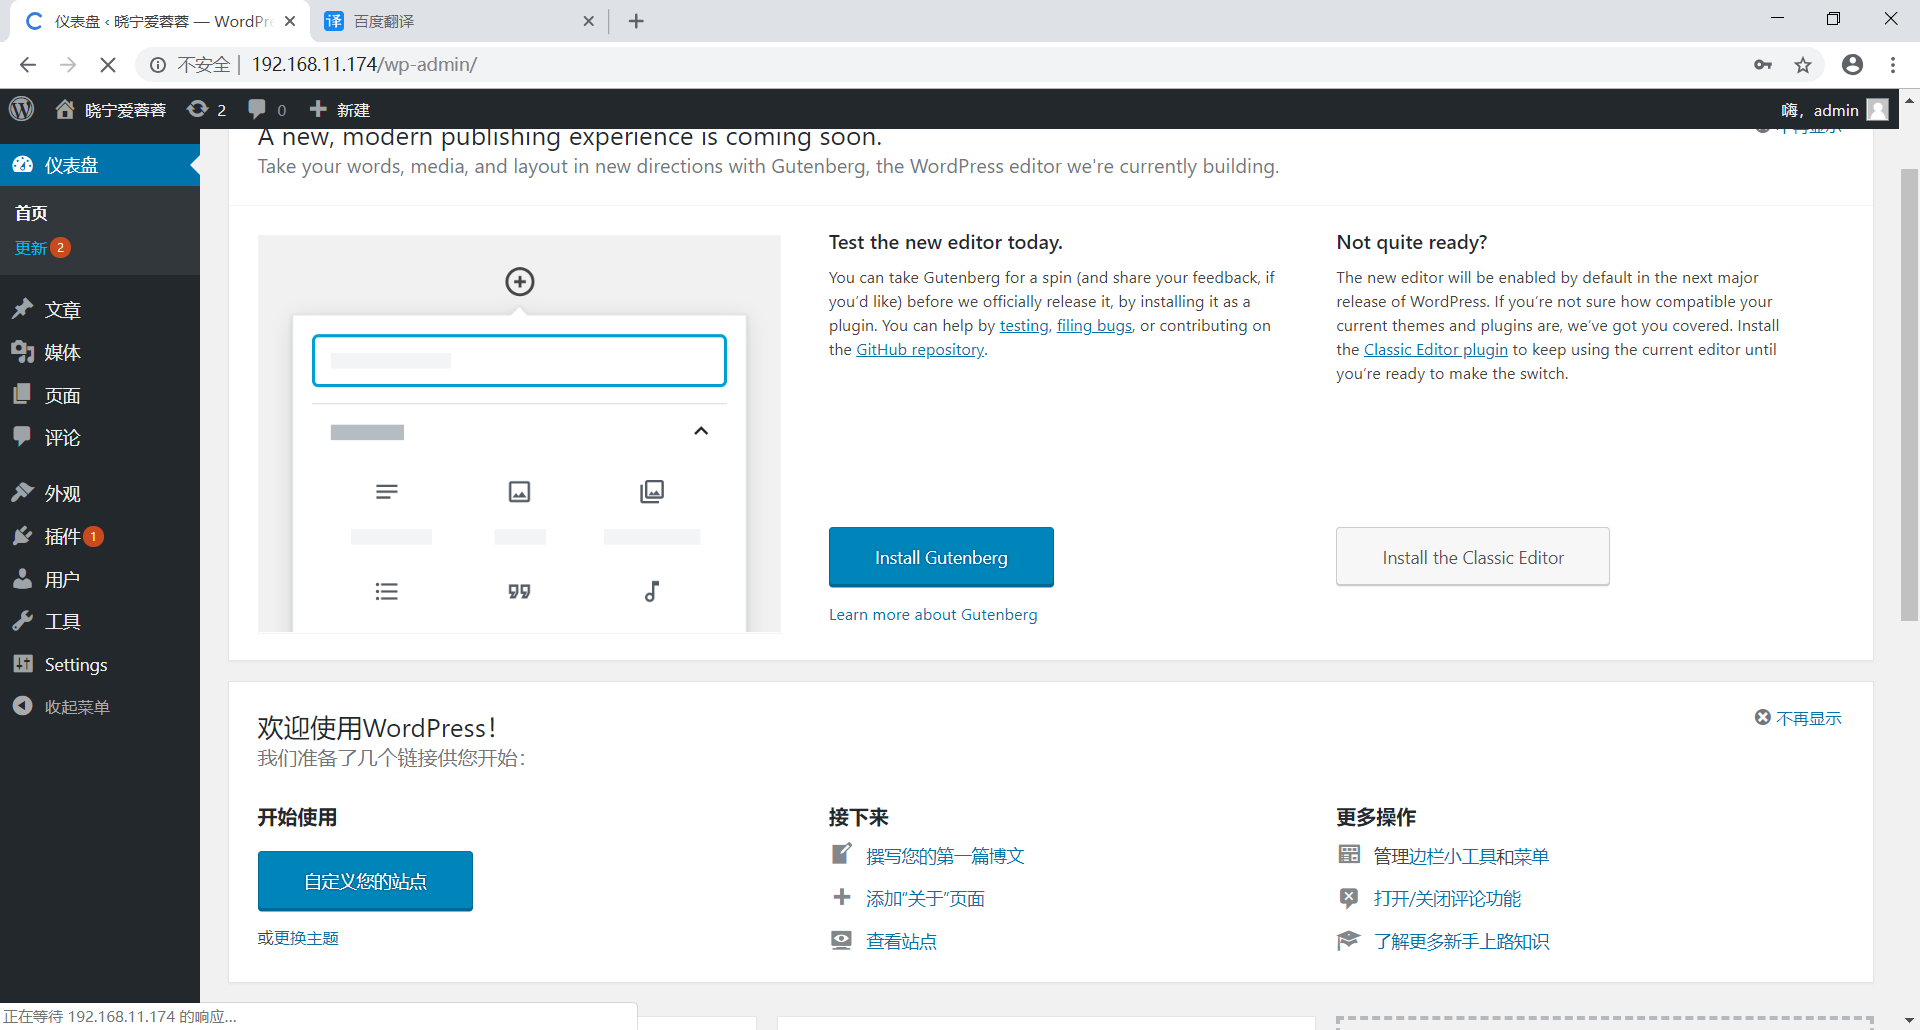 仪表盘 ‹ 晓宁爱蓉蓉 — WordPre
百度翻译
不安全 | 192.168.11.174/wp-admin/
晓宁爱蓉蓉 2 0 新建
嗨，admin
A new, modern publishing experience is coming soon.
不再显示
Take your words, media, and layout in new directions with Gutenberg, the WordPress editor we're currently building.
仪表盘
首页
更新 2
文章
媒体
页面
评论
外观
插件 1
用户
工具
Settings
收起菜单
Test the new editor today.
You can take Gutenberg for a spin (and share your feedback, if
you’d like) before we officially release it, by installing it as a
plugin. You can help by testing, filing bugs, or contributing on
the GitHub repository.
Install Gutenberg
Learn more about Gutenberg
Not quite ready?
The new editor will be enabled by default in the next major
release of WordPress. If you’re not sure how compatible your
current themes and plugins are, we’ve got you covered. Install
the Classic Editor plugin to keep using the current editor until
you’re ready to make the switch.
Install the Classic Editor
欢迎使用WordPress！
不再显示
我们准备了几个链接供您开始：
开始使用
自定义您的站点
或更换主题
接下来
撰写您的第一篇博文
添加“关于”页面
查看站点
更多操作
管理边栏小工具和菜单
打开/关闭评论功能
了解更多新手上路知识
正在等待 192.168.11.174 的响应...